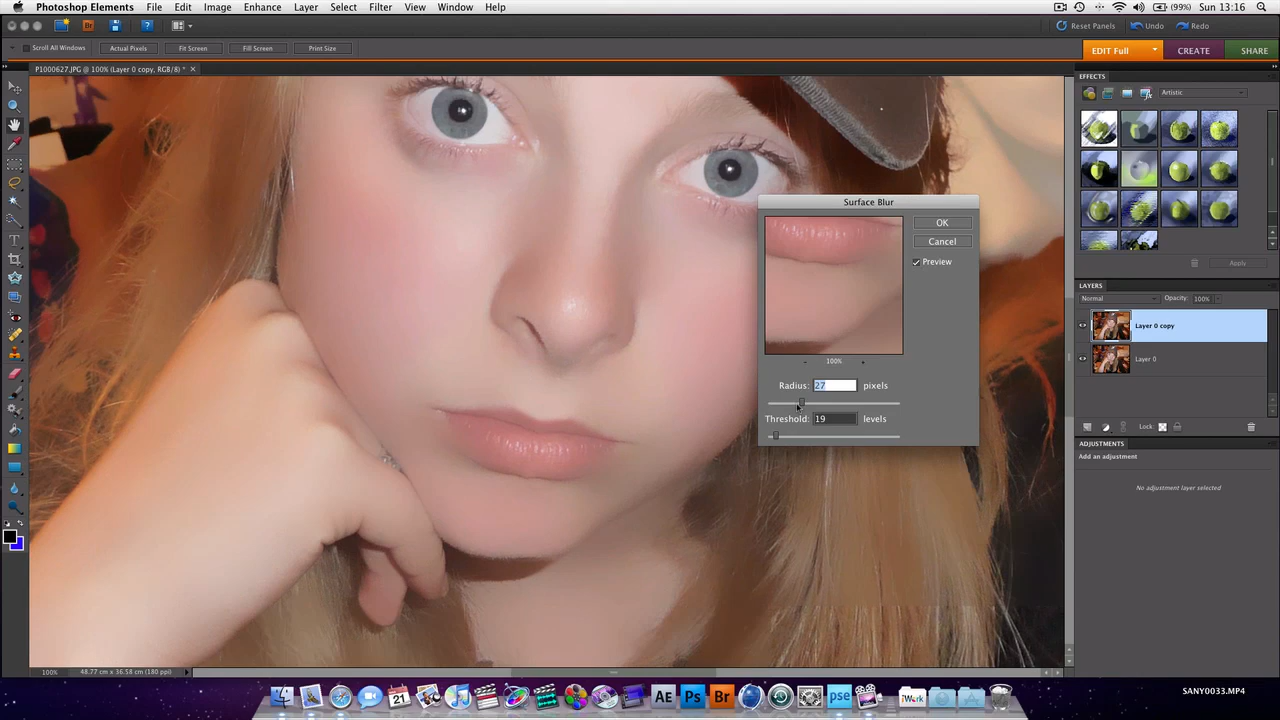 Photoshop Elements File Edit Image Enhance Layer Select Filter View Window Help (99%) Sun 13:16
Reset Panels Undo Redo
Scroll All Windows Actual Pixels Fit Screen Fill Screen Print Size EDIT Full CREATE SHARE
P1000627.JPG @ 100% (Layer 0 copy, RGB/8) *
EFFECTS
Artistic
Surface Blur
OK
Cancel
Preview
100%
Radius: 27 pixels
Threshold: 19 levels
Apply
LAYERS
Normal Opacity: 100%
Layer 0 copy
Layer 0
Lock:
ADJUSTMENTS
Add an adjustment
No adjustment layer selected
100% 48.77 cm x 36.58 cm (180 ppi)
21 AE Ps Br pse iWork
SANY0033.MP4